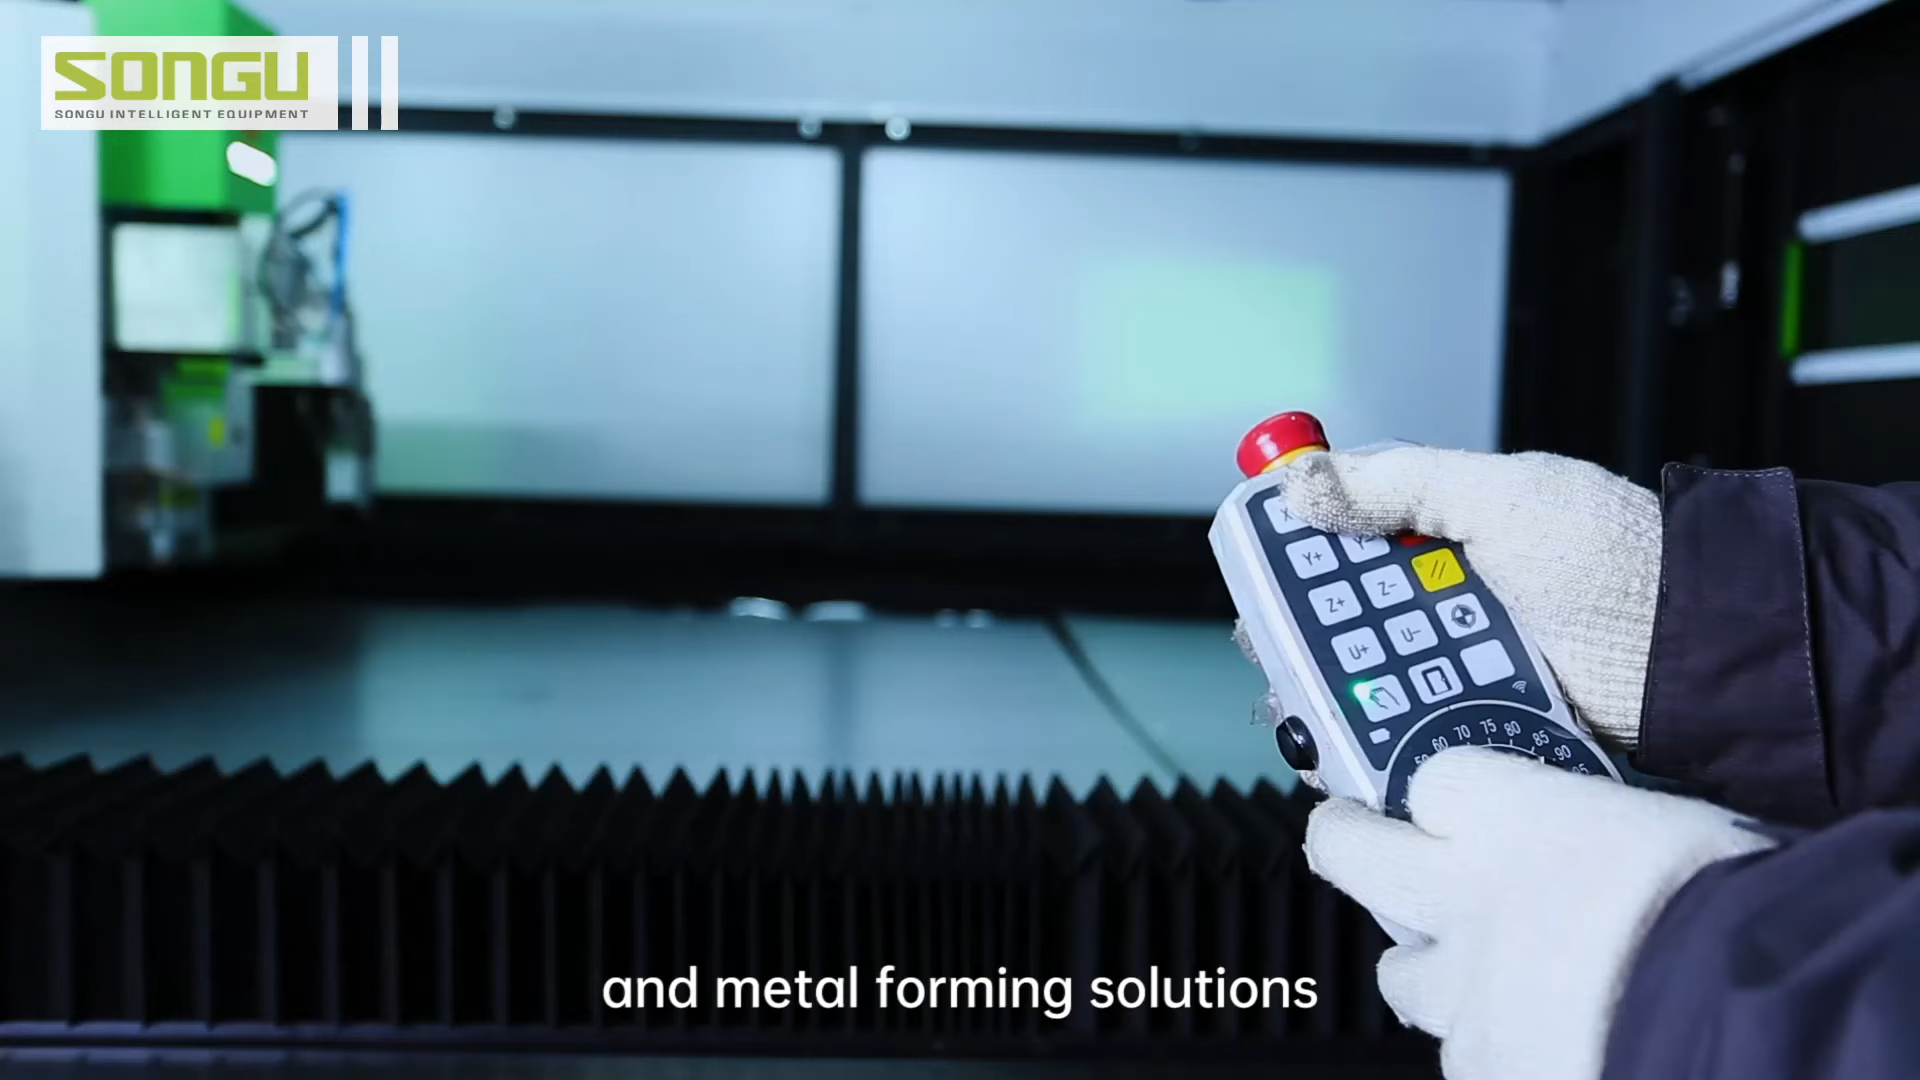 SONGU
SONGU INTELLIGENT EQUIPMENT
X
Y+ Y-
Z+ Z-
U+ U-
60 70 75 80 85 90
and metal forming solutions